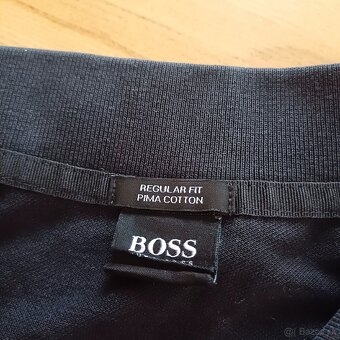 REGULAR FIT
PIMA COTTON
BOSS